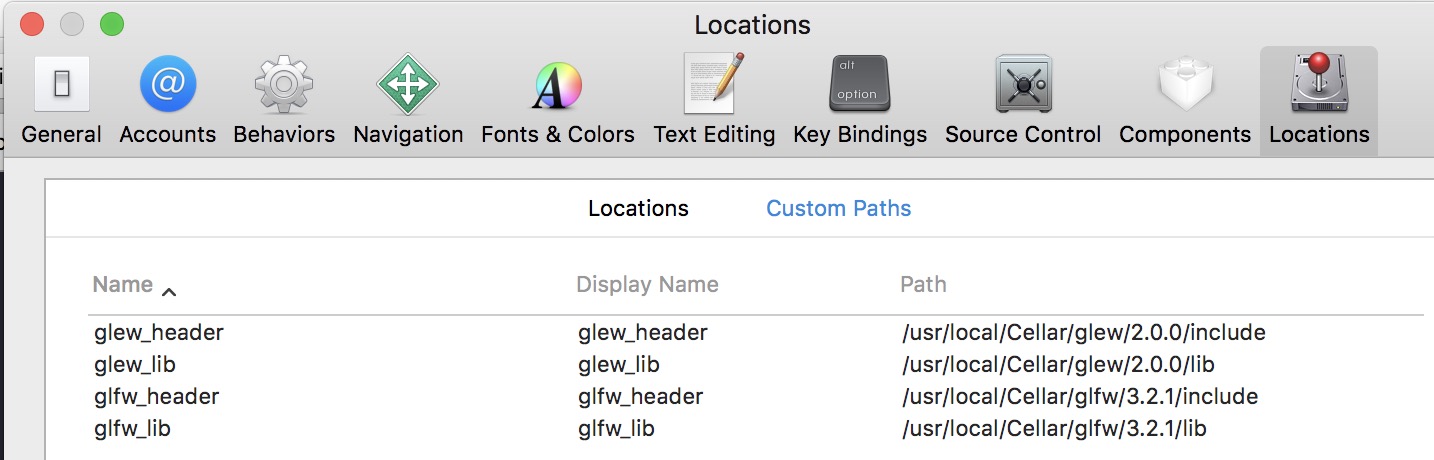 Locations
General Accounts Behaviors Navigation Fonts & Colors Text Editing alt option Key Bindings Source Control Components Locations
Locations Custom Paths
Name Display Name Path
glew_header glew_header /usr/local/Cellar/glew/2.0.0/include
glew_lib glew_lib /usr/local/Cellar/glew/2.0.0/lib
glfw_header glfw_header /usr/local/Cellar/glfw/3.2.1/include
glfw_lib glfw_lib /usr/local/Cellar/glfw/3.2.1/lib